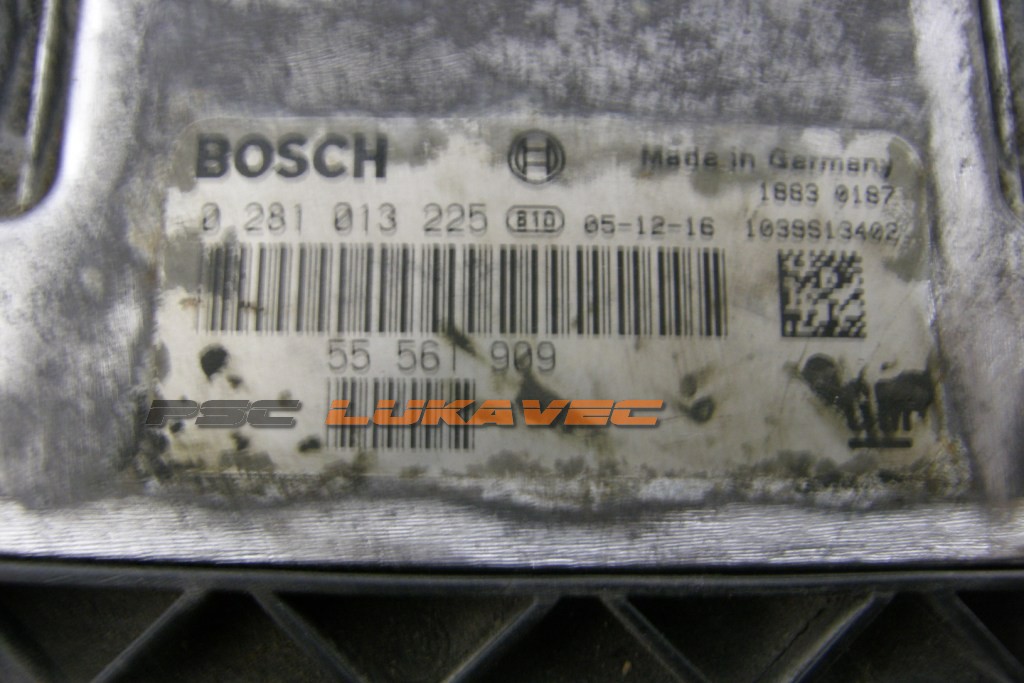 BOSCH
Made in Germany
1883 0187
0 281 013 225 B10 05-12-16 1039S13402
55 561 909
PSC LUKAVEC